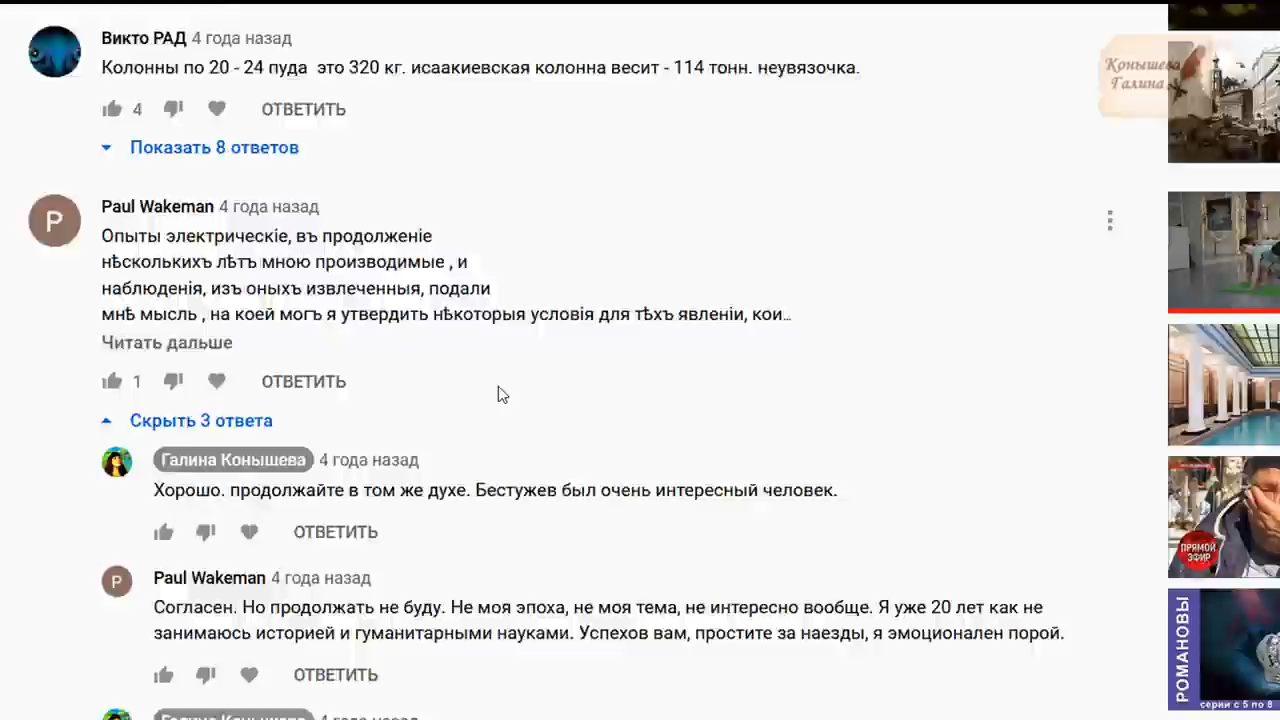 Викто РАД 4 года назад
Колонны по 20 - 24 пуда это 320 кг. исаакиевская колонна весит - 114 тонн. неувязочка.
4 ОТВЕТИТЬ
Показать 8 ответов
Конышева
Галина
P
Paul Wakeman 4 года назад
Опыты электрическіе, въ продолженіе
нѣсколькихъ лѣтъ мною производимые , и
наблюденія, изъ оныхъ извлеченныя, подали
мнѣ мысль , на коей могъ я утвердить нѣкоторыя условія для тѣхъ явленіи, кои…
Читать дальше
1 ОТВЕТИТЬ
Скрыть 3 ответа
Галина Конышева 4 года назад
Хорошо. продолжайте в том же духе. Бестужев был очень интересный человек.
ОТВЕТИТЬ
P
Paul Wakeman 4 года назад
Согласен. Но продолжать не буду. Не моя эпоха, не моя тема, не интересно вообще. Я уже 20 лет как не
занимаюсь историей и гуманитарными науками. Успехов вам, простите за наезды, я эмоционален порой.
ОТВЕТИТЬ
Галина Конышева 4 года назад
ПРЯМОЙ
ЭФИР
РОМАНОВЫ
серии с 5 по 8